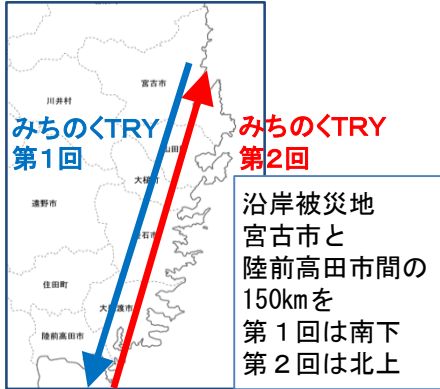 宮古市
川井村
みちのくTRY
第1回
みちのくTRY
第2回
山田
大槌町
遠野市
石市
住田町
大 渡市
陸前高田市
沿岸被災地
宮古市と
陸前高田市間の
150kmを
第1回は南下
第2回は北上